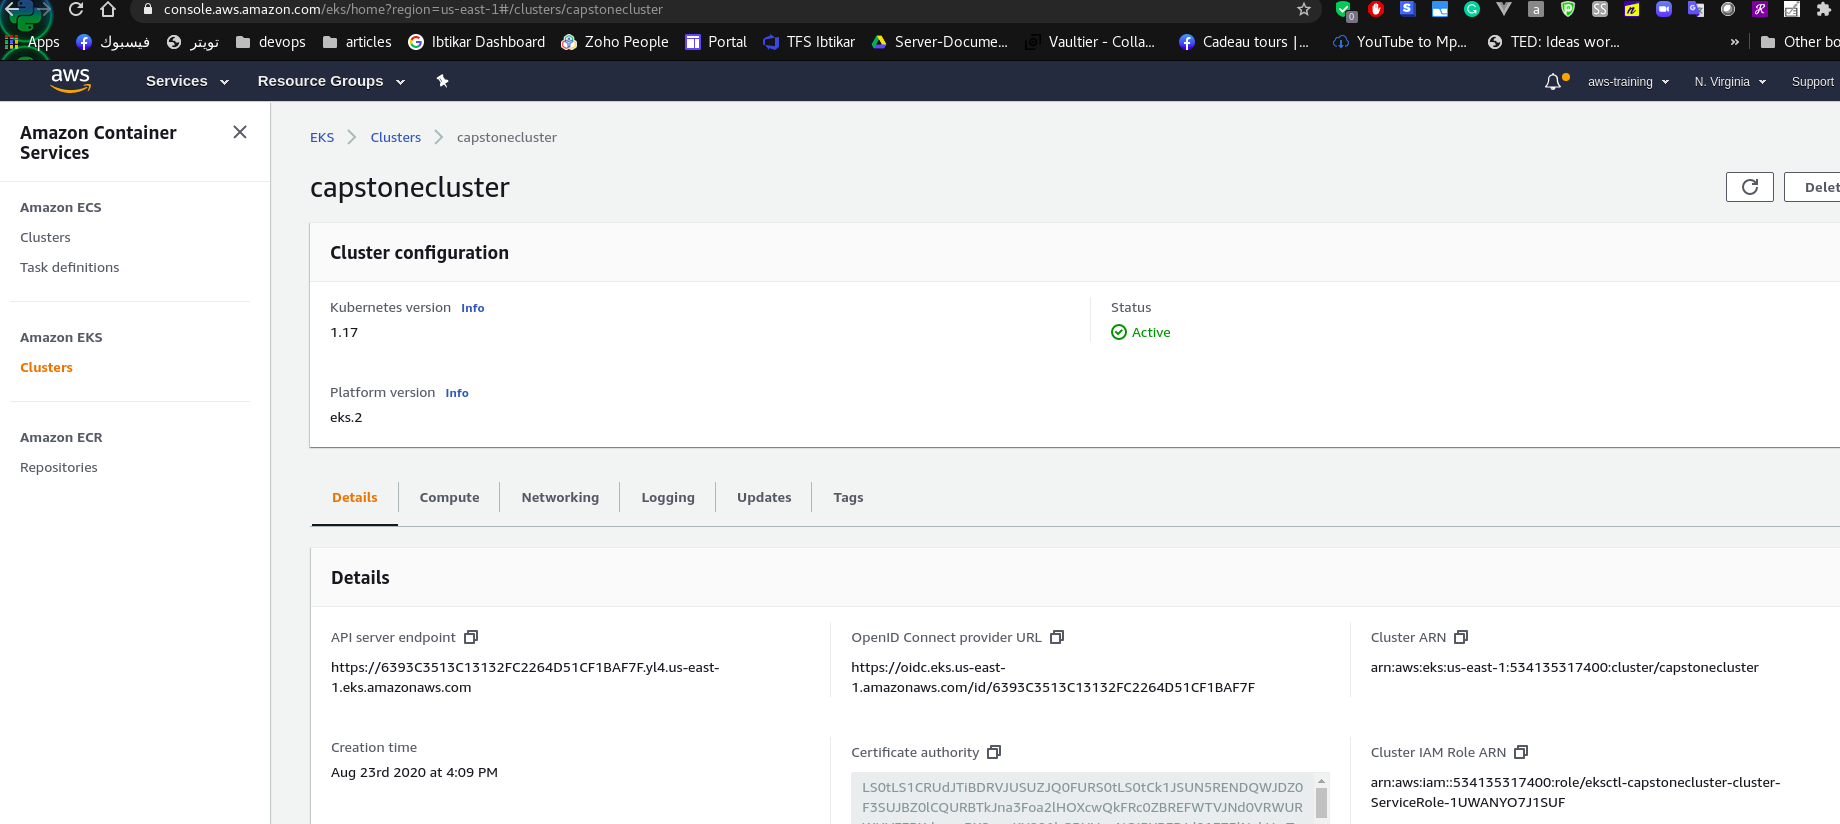 console.aws.amazon.com/eks/home?region=us-east-1#/clusters/capstonecluster
Apps فيسبوك تويتر devops articles Ibtikar Dashboard Zoho People Portal TFS Ibtikar Server-Docume... Vaultier - Colla... Cadeau tours |... YouTube to Mp... TED: Ideas wor... » Other bo
aws Services Resource Groups aws-training N. Virginia Support
Amazon Container
Services
Amazon ECS
Clusters
Task definitions
Amazon EKS
Clusters
Amazon ECR
Repositories
EKS Clusters capstonecluster
capstonecluster
Delet
Cluster configuration
Kubernetes version Info
1.17
Status
Active
Platform version Info
eks.2
Details Compute Networking Logging Updates Tags
Details
API server endpoint
https://6393C3513C13132FC2264D51CF1BAF7F.yl4.us-east-
1.eks.amazonaws.com
OpenID Connect provider URL
https://oidc.eks.us-east-
1.amazonaws.com/id/6393C3513C13132FC2264D51CF1BAF7F
Cluster ARN
arn:aws:eks:us-east-1:534135317400:cluster/capstonecluster
Creation time
Aug 23rd 2020 at 4:09 PM
Certificate authority
LS0tLS1CRUdJTiBDRVJUSUZJQ0FURS0tLS0tCk1JSUN5RENDQWJDZ0
F3SUJBZ0lCQURBTkJna3Foa2lHOXcwQkFRc0ZBREFWTVJNd0VRWUR
Cluster IAM Role ARN
arn:aws:iam::534135317400:role/eksctl-capstonecluster-cluster-
ServiceRole-1UWANYO7J1SUF